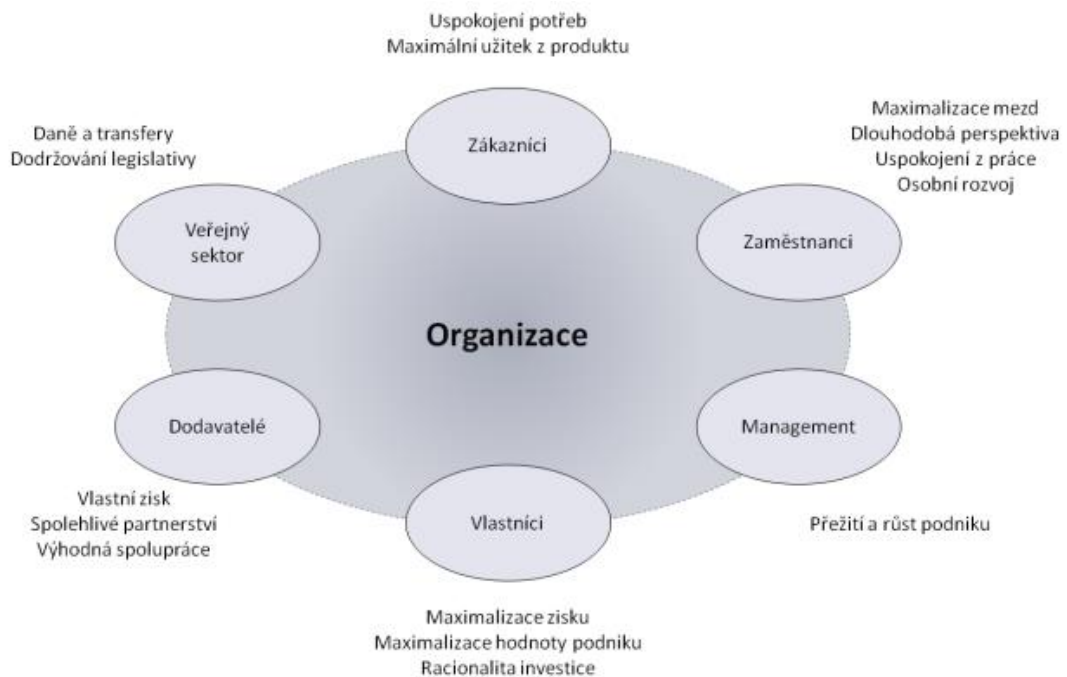 Uspokojení potřeb
Maximální užitek z produktu
Zákazníci
Maximalizace mezd
Dlouhodobá perspektiva
Uspokojení z práce
Osobní rozvoj
Zaměstnanci
Daně a transfery
Dodržování legislativy
Veřejný
sektor
Organizace
Dodavatelé
Vlastní zisk
Spolehlivé partnerství
Výhodná spolupráce
Management
Přežití a růst podniku
Vlastníci
Maximalizace zisku
Maximalizace hodnoty podniku
Racionalita investice